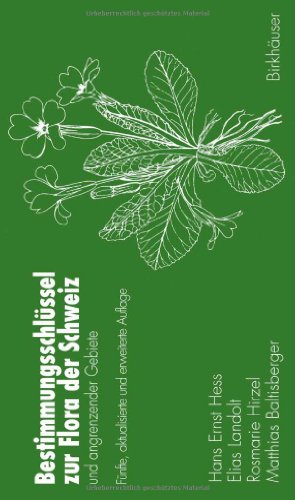 Urheberrechtlich geschütztes Material
Bestimmungsschlüssel
zur Flora der Schweiz
und angrenzender Gebiete
Fünfte, aktualisierte und erweiterte Auflage
Hans Ernst Hess
Elias Landolt
Rosmarie Hirzel
Matthias Baltisberger
Birkhäuser
Urheberrechtlich geschütztes Material